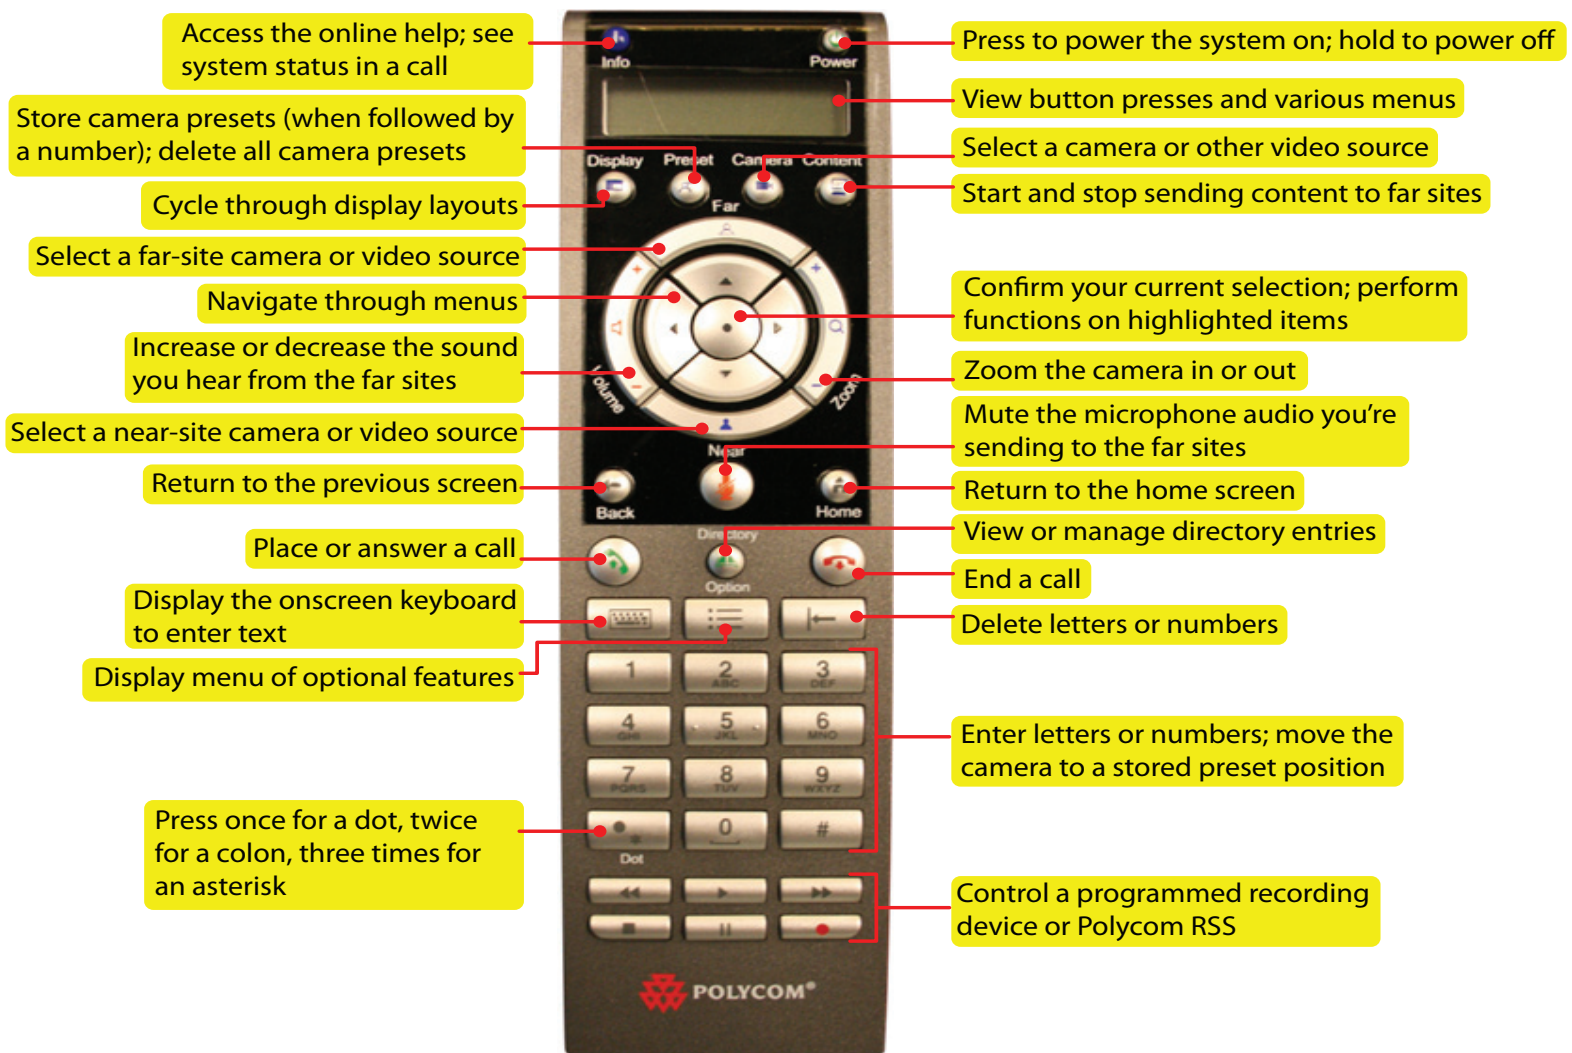 Access the online help; see
system status in a call
Store camera presets (when followed by
a number); delete all camera presets
Cycle through display layouts
Select a far-site camera or video source
Navigate through menus
Increase or decrease the sound
you hear from the far sites
Select a near-site camera or video source
Return to the previous screen
Place or answer a call
Display the onscreen keyboard
to enter text
Display menu of optional features
Press once for a dot, twice
for a colon, three times for
an asterisk
Info
Power
Display Preset Camera Content
Far
Volume
Zoom
Near
Back
Home
Directory
Option
1 2 3
ABC DEF
4 5 6
GHI JKL MNO
7 8 9
PQRS TUV WXYZ
* 0 #
Dot
POLYCOM®
Press to power the system on; hold to power off
View button presses and various menus
Select a camera or other video source
Start and stop sending content to far sites
Confirm your current selection; perform
functions on highlighted items
Zoom the camera in or out
Mute the microphone audio you're
sending to the far sites
Return to the home screen
View or manage directory entries
End a call
Delete letters or numbers
Enter letters or numbers; move the
camera to a stored preset position
Control a programmed recording
device or Polycom RSS